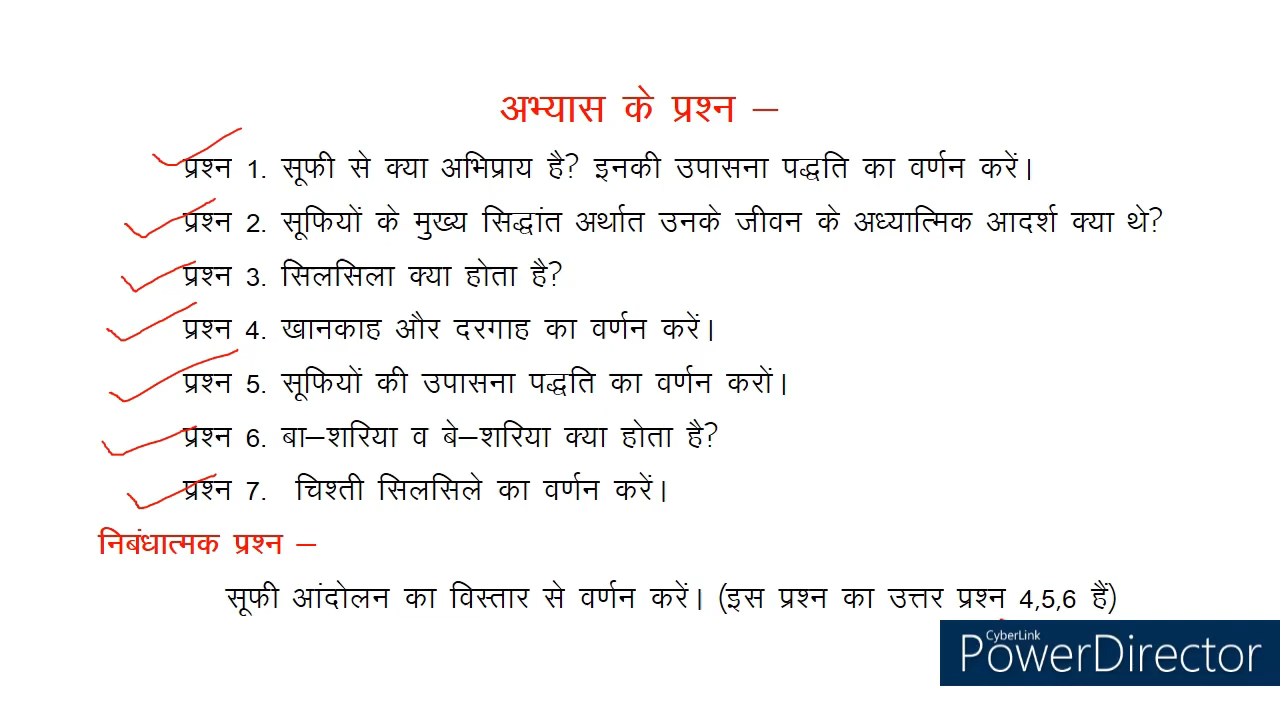 अभ्यास के प्रश्न –
प्रश्न 1. सूफी से क्या अभिप्राय है? इनकी उपासना पद्धति का वर्णन करें।
प्रश्न 2. सूफियों के मुख्य सिद्धांत अर्थात उनके जीवन के अध्यात्मिक आदर्श क्या थे?
प्रश्न 3. सिलसिला क्या होता है?
प्रश्न 4. खानकाह और दरगाह का वर्णन करें।
प्रश्न 5. सूफियों की उपासना पद्धति का वर्णन करों।
प्रश्न 6. बा–शरिया व बे–शरिया क्या होता है?
प्रश्न 7. चिश्ती सिलसिले का वर्णन करें।
निबंधात्मक प्रश्न –
सूफी आंदोलन का विस्तार से वर्णन करें। (इस प्रश्न का उत्तर प्रश्न 4,5,6 हैं)
CyberLink
PowerDirector